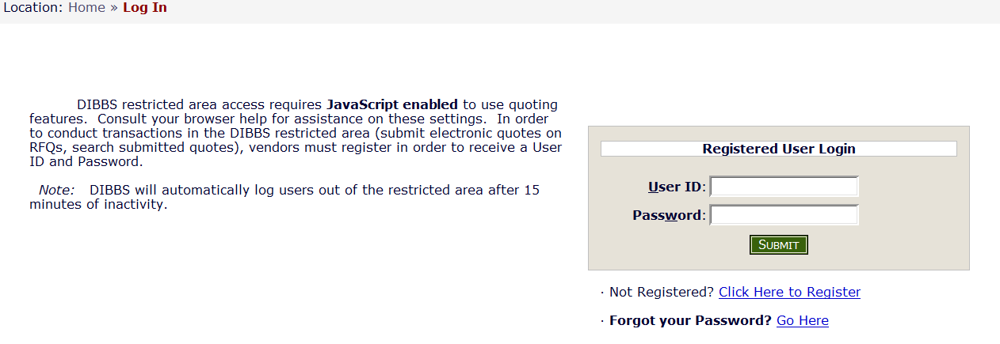 Location: Home » Log In
DIBBS restricted area access requires JavaScript enabled to use quoting
features.  Consult your browser help for assistance on these settings.  In order
to conduct transactions in the DIBBS restricted area (submit electronic quotes on
RFQs, search submitted quotes), vendors must register in order to receive a User
ID and Password.
Note:   DIBBS will automatically log users out of the restricted area after 15
minutes of inactivity.
Registered User Login
User ID:
Password:
SUBMIT
· Not Registered? Click Here to Register
· Forgot your Password? Go Here